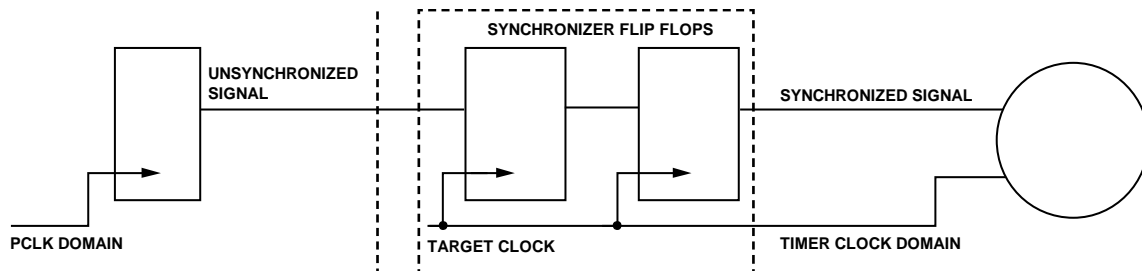 SYNCHRONIZER FLIP FLOPS
UNSYNCHRONIZED
SIGNAL
SYNCHRONIZED SIGNAL
PCLK DOMAIN
TARGET CLOCK
TIMER CLOCK DOMAIN